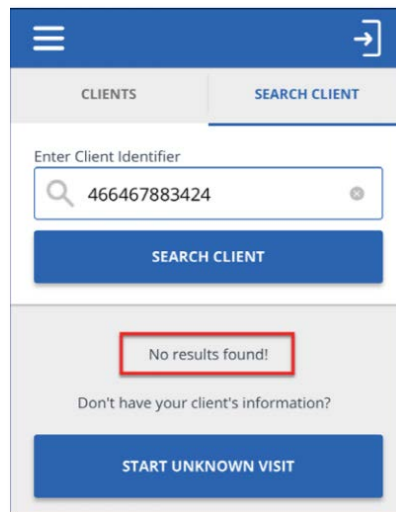 CLIENTS
SEARCH CLIENT
Enter Client Identifier
466467883424
SEARCH CLIENT
No results found!
Don't have your client's information?
START UNKNOWN VISIT